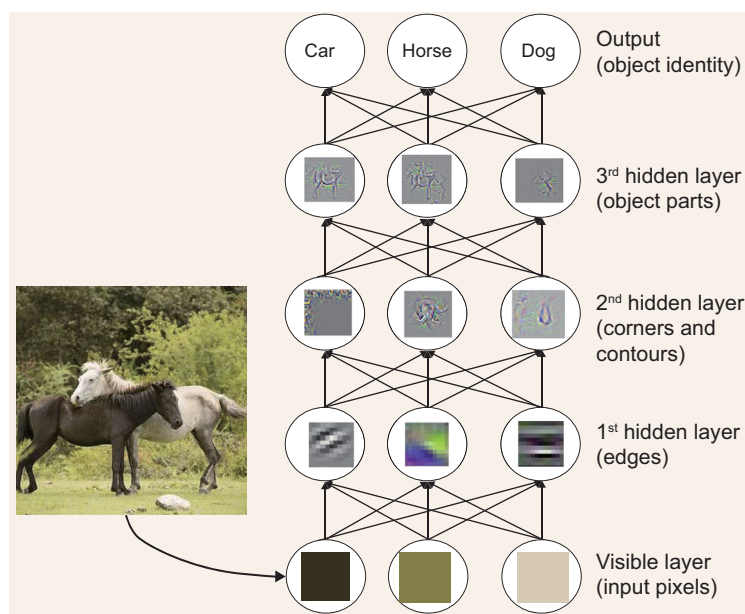 Car
Horse
Dog
Output
(object identity)
3rd hidden layer
(object parts)
2nd hidden layer
(corners and
contours)
1st hidden layer
(edges)
Visible layer
(input pixels)